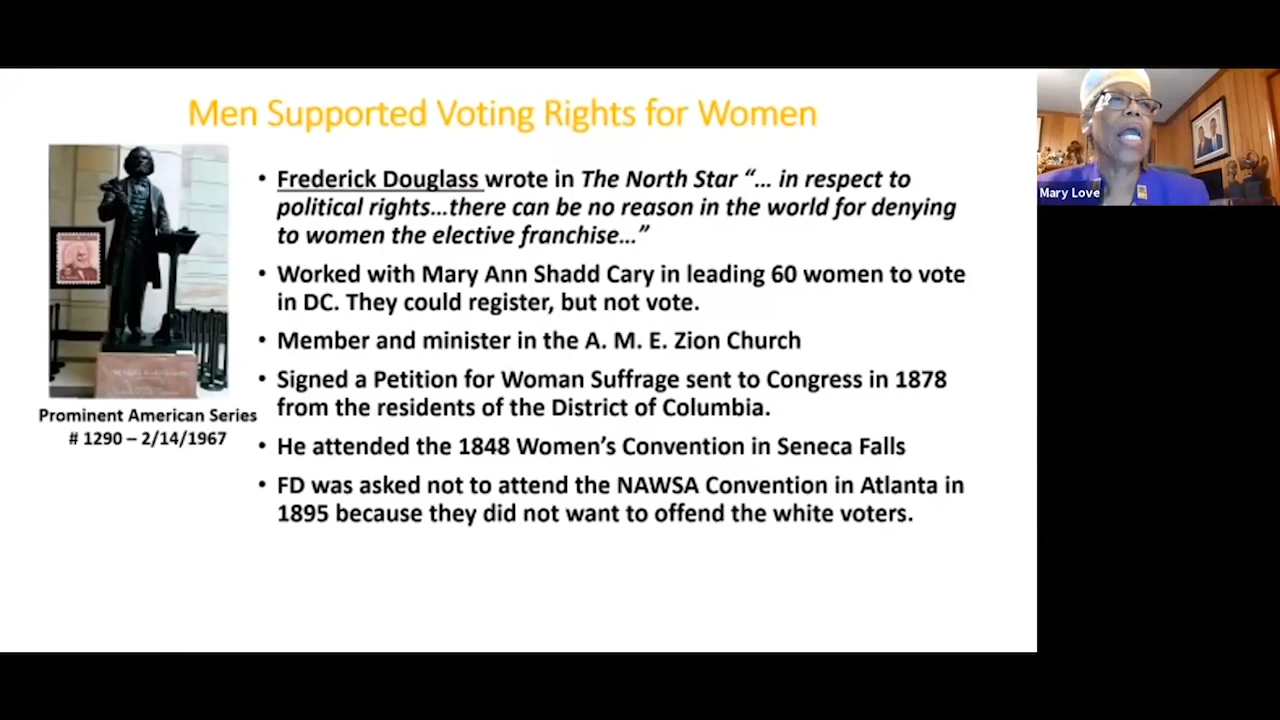 Men Supported Voting Rights for Women
• Frederick Douglass wrote in The North Star “... in respect to
political rights...there can be no reason in the world for denying
to women the elective franchise...”
• Worked with Mary Ann Shadd Cary in leading 60 women to vote
in DC. They could register, but not vote.
• Member and minister in the A. M. E. Zion Church
• Signed a Petition for Woman Suffrage sent to Congress in 1878
from the residents of the District of Columbia.
• He attended the 1848 Women’s Convention in Seneca Falls
• FD was asked not to attend the NAWSA Convention in Atlanta in
1895 because they did not want to offend the white voters.
Prominent American Series
# 1290 – 2/14/1967
Mary Love